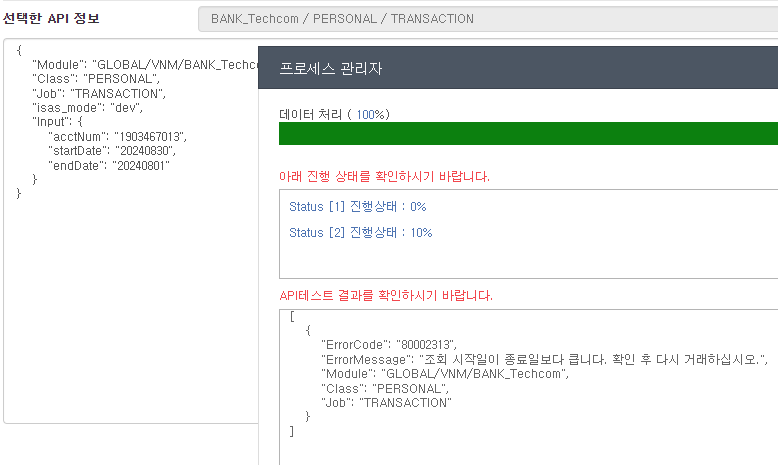 선택한 API 정보
BANK_Techcom / PERSONAL / TRANSACTION
{
"Module": "GLOBAL/VNM/BANK_Techco
"Class": "PERSONAL",
"Job": "TRANSACTION",
"isas_mode": "dev",
"Input": {
"acctNum": "1903467013",
"startDate": "20240830",
"endDate": "20240801"
}
}
프로세스 관리자
데이터 처리 ( 100%)
아래 진행 상태를 확인하시기 바랍니다.
Status [1] 진행상태 : 0%
Status [2] 진행상태 : 10%
API테스트 결과를 확인하시기 바랍니다.
[
{
"ErrorCode": "80002313",
"ErrorMessage": "조회 시작일이 종료일보다 큽니다. 확인 후 다시 거래하십시오.",
"Module": "GLOBAL/VNM/BANK_Techcom",
"Class": "PERSONAL",
"Job": "TRANSACTION"
}
]